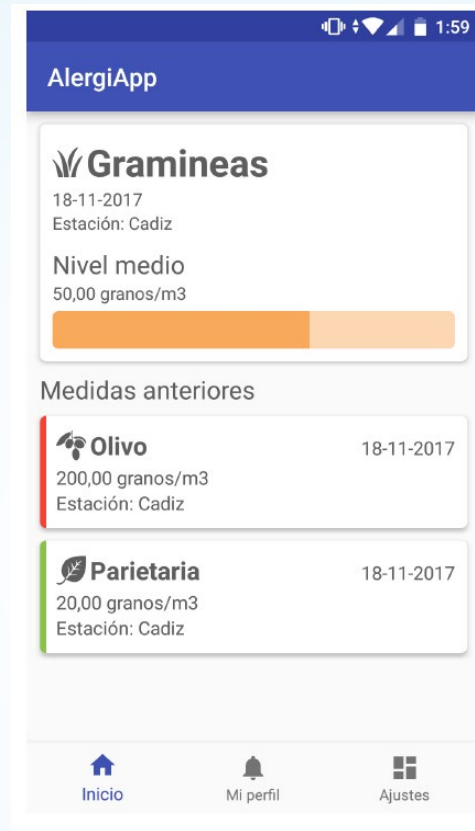 1:59
AlergiApp
Gramineas
18-11-2017
Estación: Cadiz
Nivel medio
50,00 granos/m3
Medidas anteriores
Olivo 18-11-2017
200,00 granos/m3
Estación: Cadiz
Parietaria 18-11-2017
20,00 granos/m3
Estación: Cadiz
Inicio Mi perfil Ajustes